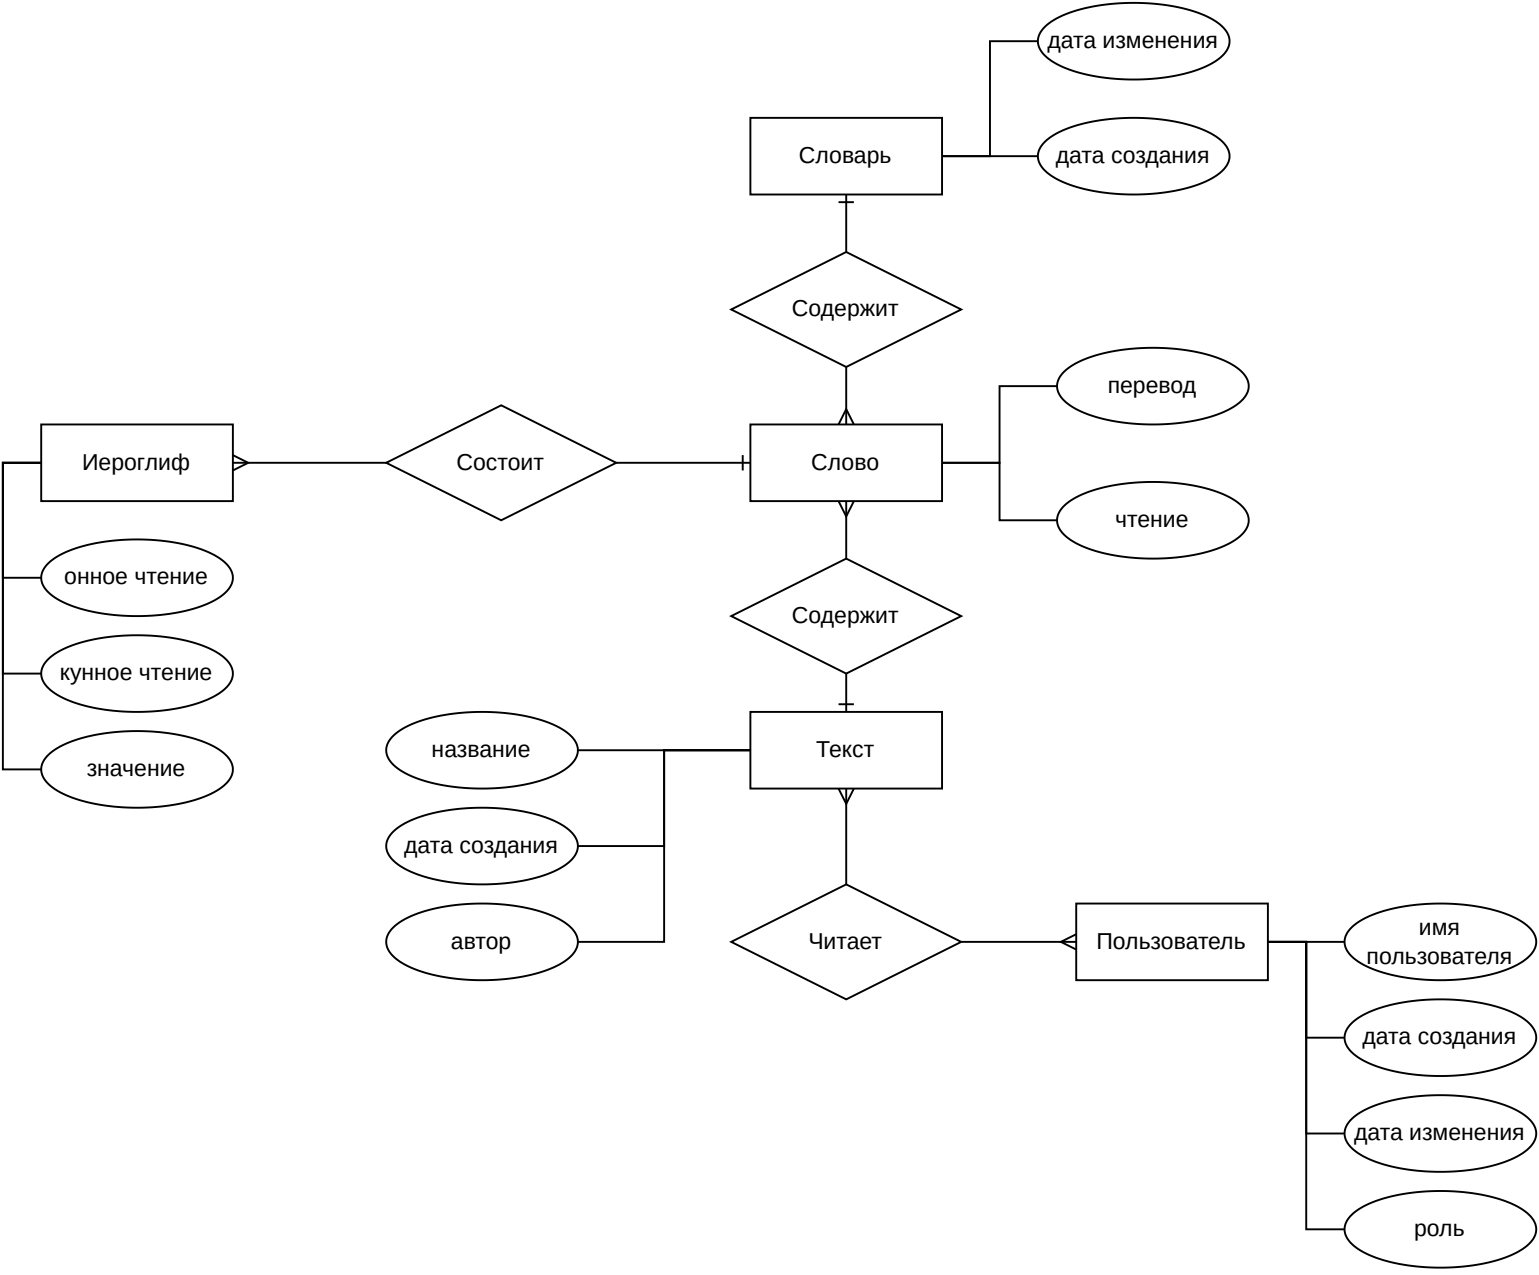 дата изменения
Словарь
дата создания
Содержит
перевод
Иероглиф
Состоит
Слово
чтение
онное чтение
Содержит
кунное чтение
значение
название
Текст
дата создания
автор
Читает
Пользователь
имя
пользователя
дата создания
дата изменения
роль